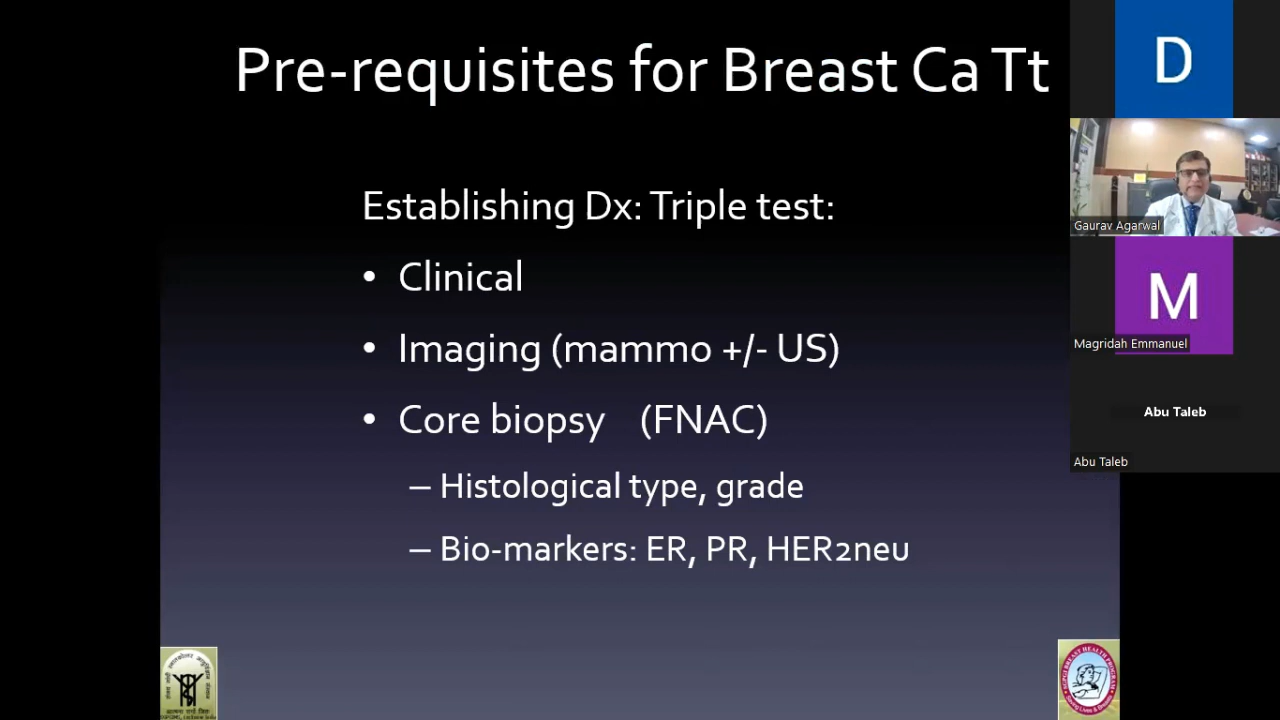 Pre-requisites for Breast Ca Tt
Establishing Dx: Triple test:
• Clinical
• Imaging (mammo +/- US)
• Core biopsy (FNAC)
– Histological type, grade
– Bio-markers: ER, PR, HER2neu
D
Gaurav Agarwal
M
Magridah Emmanuel
Abu Taleb
Abu Taleb